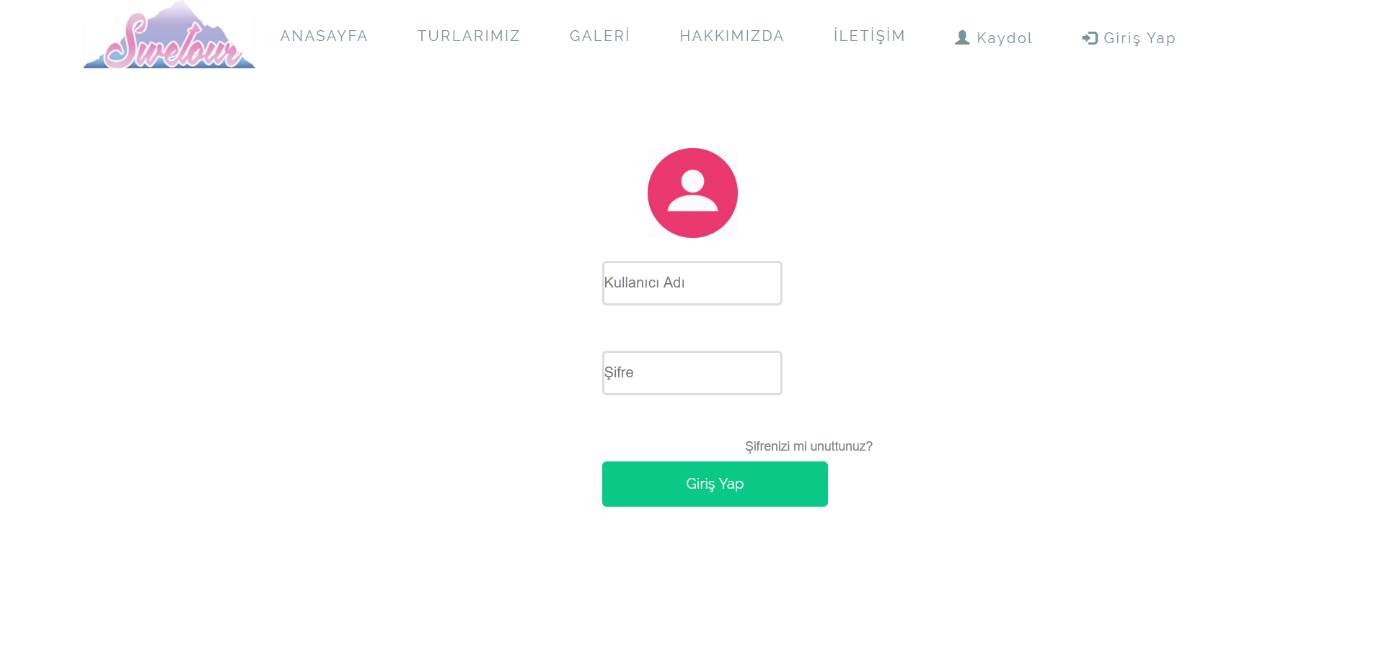 Swetour
ANASAYFA TURLARIMIZ GALERİ HAKKIMIZDA İLETİŞİM Kaydol Giriş Yap
Kullanıcı Adı
Şifre
Şifrenizi mi unuttunuz?
Giriş Yap